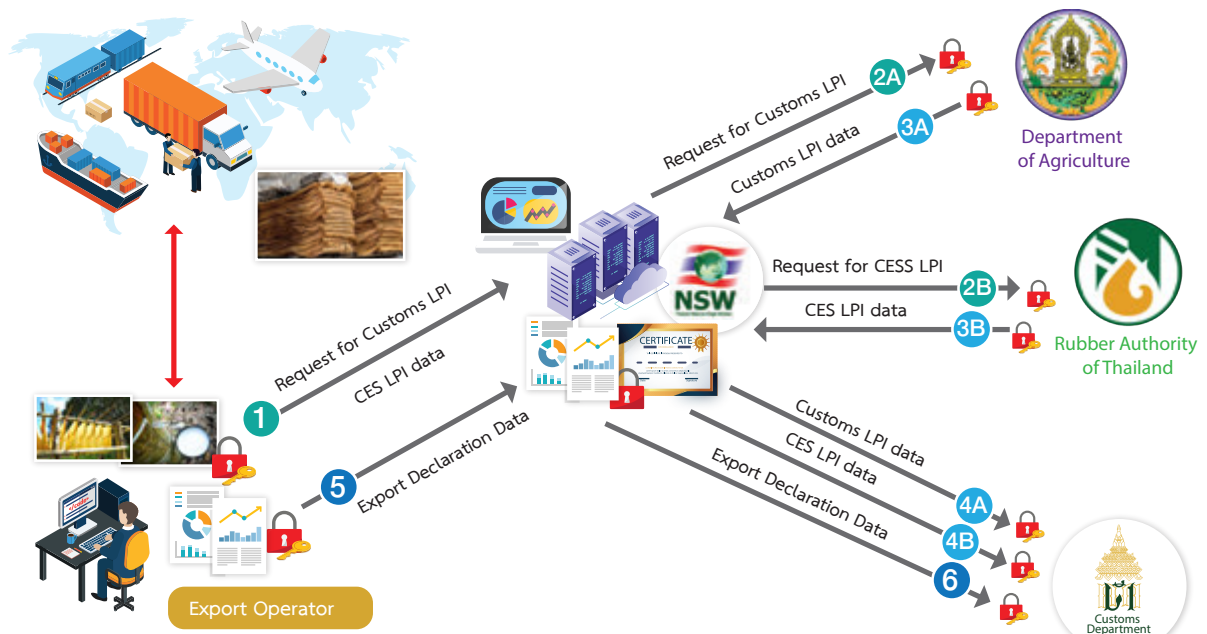 2A
Request for Customs LPI
3A
Customs LPI data
Department
of Agriculture
NSW
Request for CESS LPI
2B
CES LPI data
3B
Rubber Authority
of Thailand
CERTIFICATE
1
Request for Customs LPI
CES LPI data
5
Export Declaration Data
Customs LPI data
4A
CES LPI data
4B
Export Declaration Data
6
Customs
Department
Export Operator